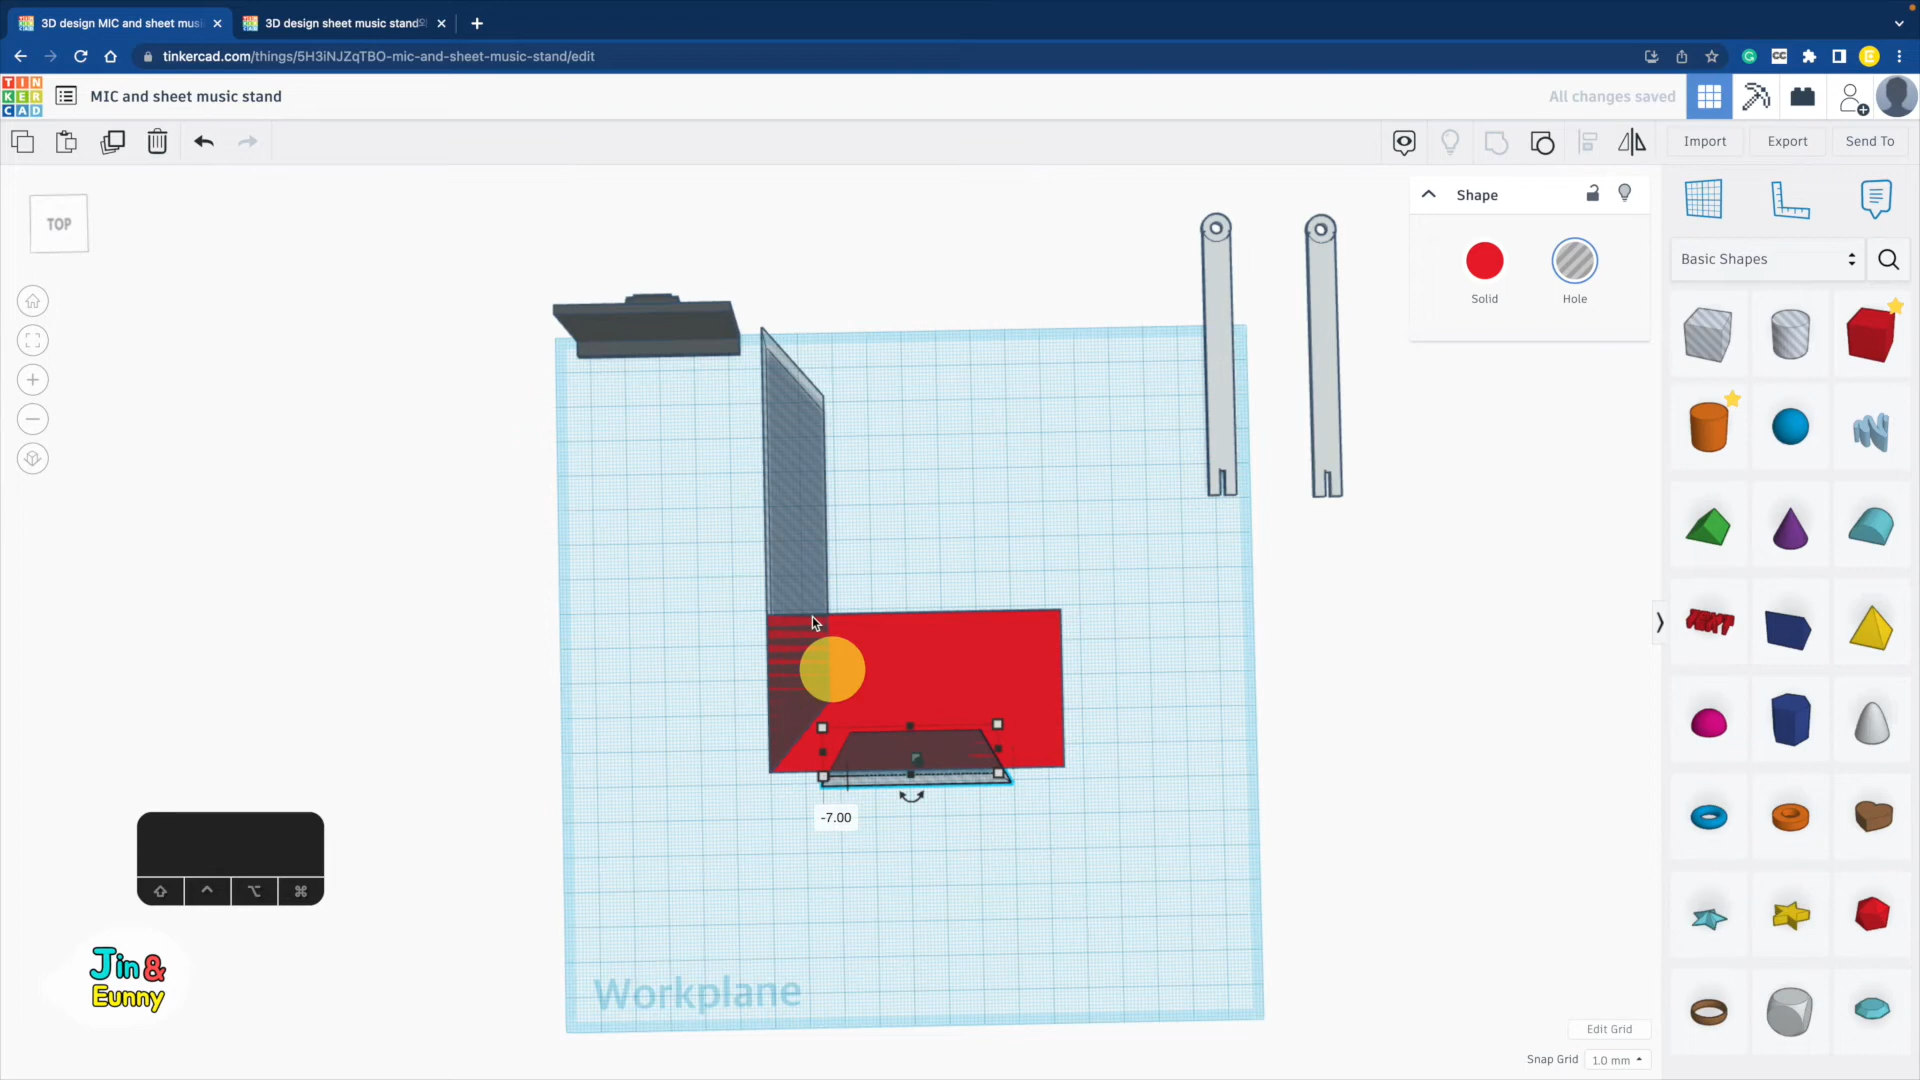 3D design MIC and sheet mus
3D design sheet music stand
tinkercad.com/things/5H3iNJZqTBO-mic-and-sheet-music-stand/edit
TIN
KER
CAD
MIC and sheet music stand
All changes saved
Import
Export
Send To
TOP
Shape
Solid
Hole
Basic Shapes
TEXT
-7.00
Jin &
Eunny
Workplane
Edit Grid
Snap Grid
1.0 mm